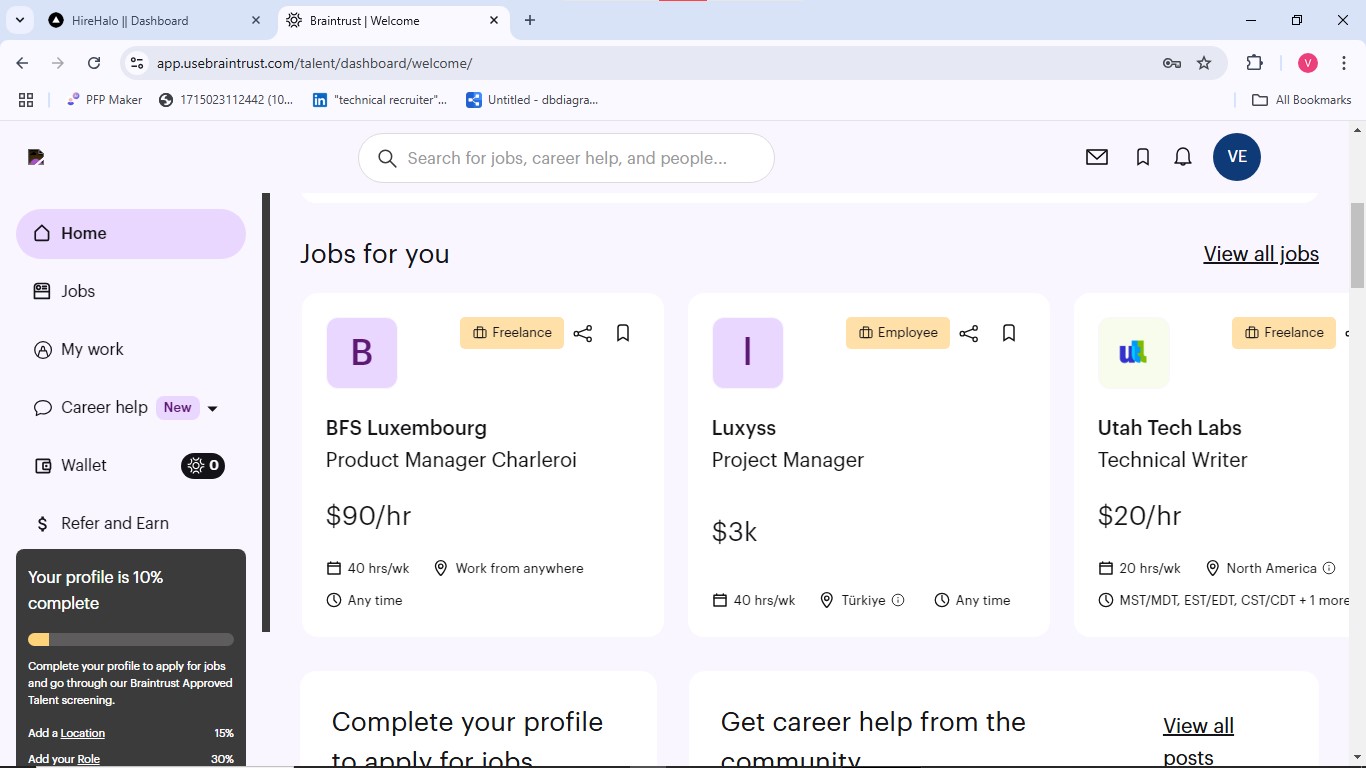 HireHalo || Dashboard
Braintrust | Welcome
app.usebraintrust.com/talent/dashboard/welcome/
V
PFP Maker
1715023112442 (10...
"technical recruiter"...
Untitled - dbdiagra...
All Bookmarks
Search for jobs, career help, and people...
VE
Home
Jobs
My work
Career help New
Wallet 0
Refer and Earn
Your profile is 10%
complete
Complete your profile to apply for jobs
and go through our Braintrust Approved
Talent screening.
Add a Location 15%
Add your Role 30%
Jobs for you
View all jobs
B
Freelance
BFS Luxembourg
Product Manager Charleroi
$90/hr
40 hrs/wk Work from anywhere
Any time
I
Employee
Luxyss
Project Manager
$3k
40 hrs/wk Türkiye Any time
utl
Freelance
Utah Tech Labs
Technical Writer
$20/hr
20 hrs/wk North America
MST/MDT, EST/EDT, CST/CDT + 1 more
Complete your profile
to apply for jobs
Get career help from the
community
View all
posts